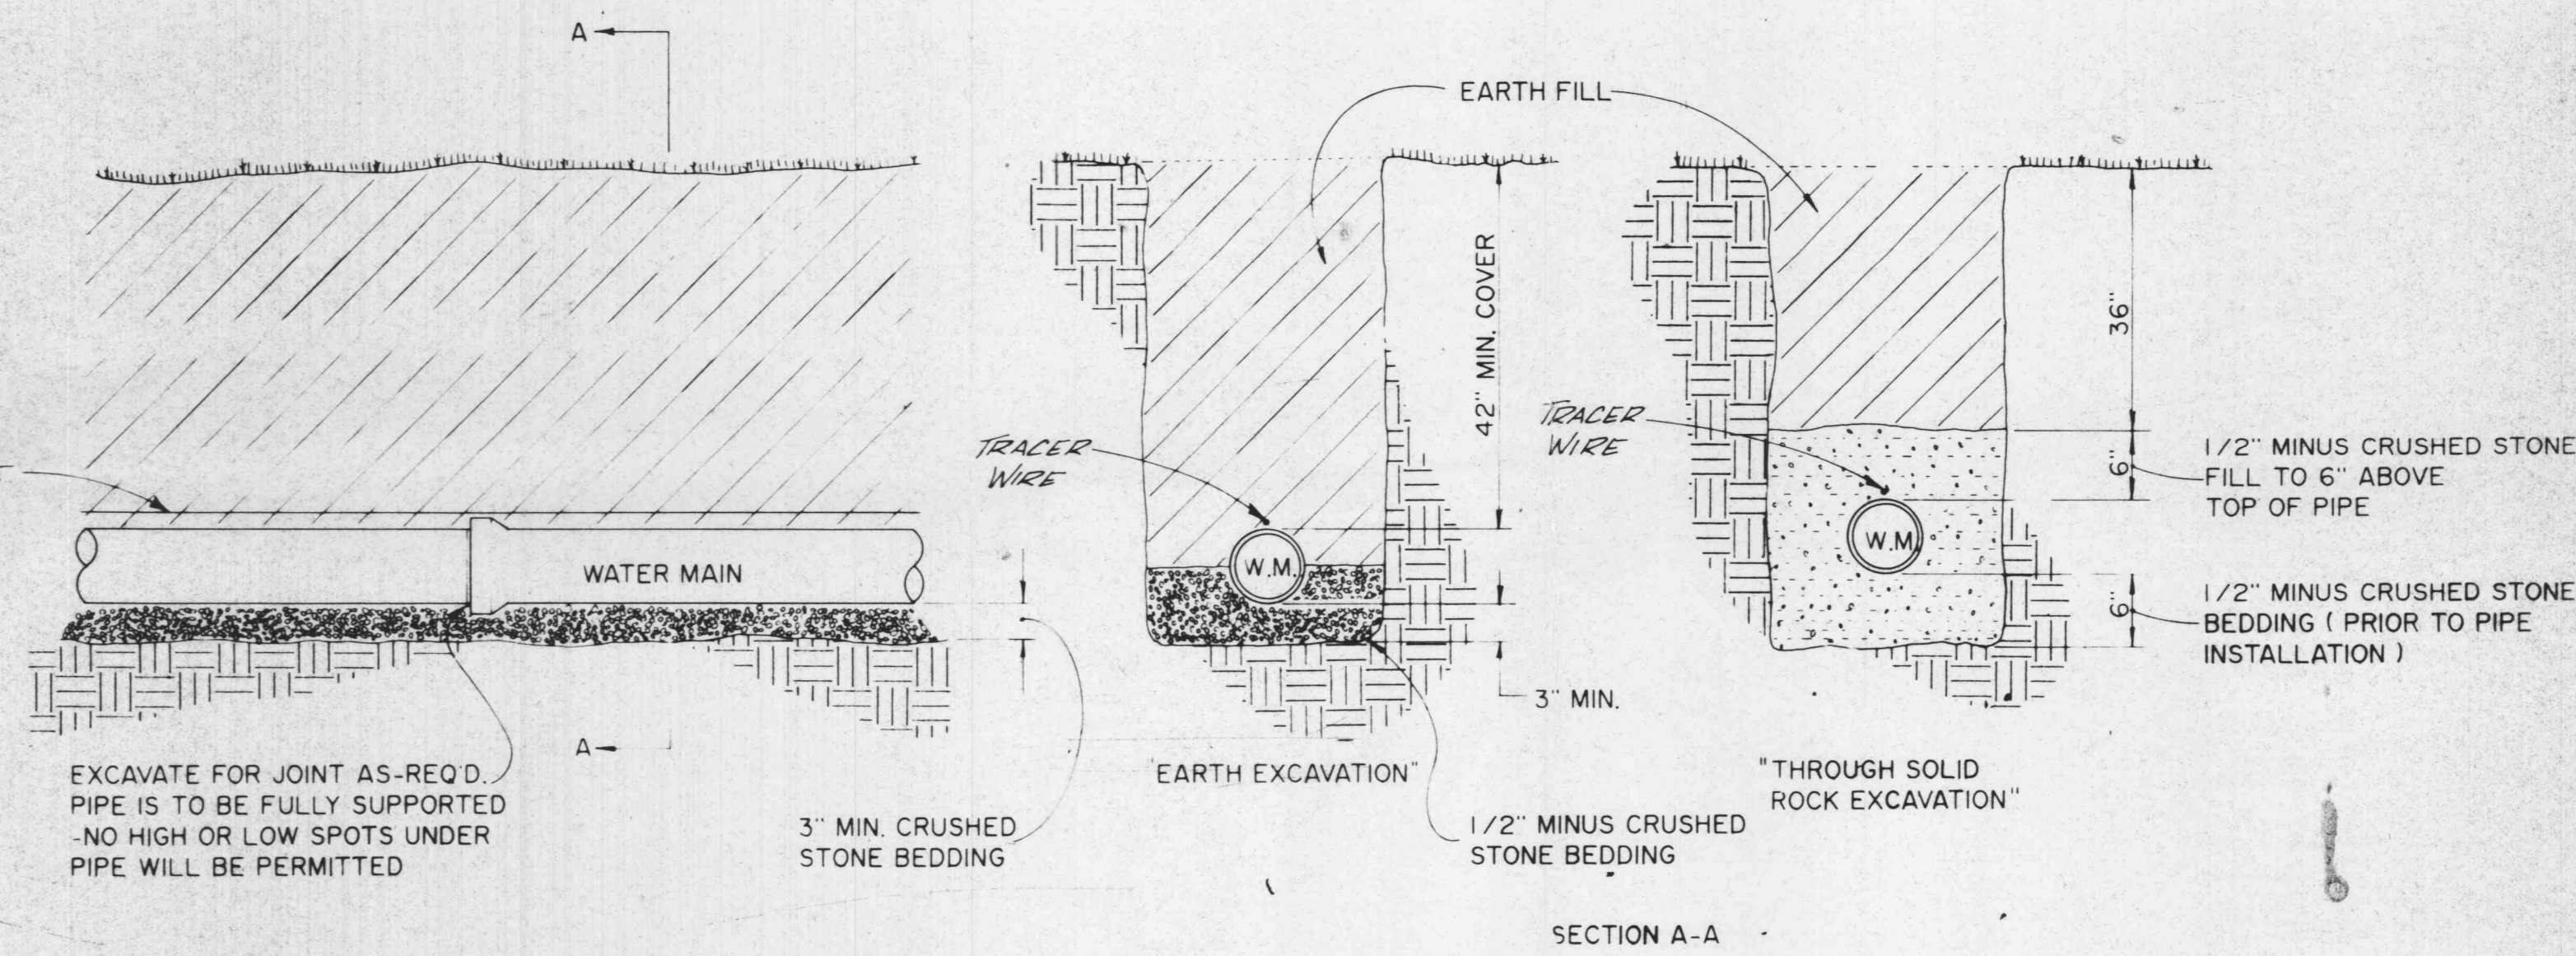 A
EARTH FILL
42" MIN. COVER
36"
TRACER
WIRE
TRACER
WIRE
6"
1/2" MINUS CRUSHED STONE
FILL TO 6" ABOVE
TOP OF PIPE
WATER MAIN
W.M.
W.M.
6"
1/2" MINUS CRUSHED STONE
BEDDING ( PRIOR TO PIPE
INSTALLATION )
3" MIN.
A
EXCAVATE FOR JOINT AS-REQ'D.
PIPE IS TO BE FULLY SUPPORTED
-NO HIGH OR LOW SPOTS UNDER
PIPE WILL BE PERMITTED
3" MIN. CRUSHED
STONE BEDDING
"EARTH EXCAVATION"
1/2" MINUS CRUSHED
STONE BEDDING
"THROUGH SOLID
ROCK EXCAVATION"
SECTION A-A